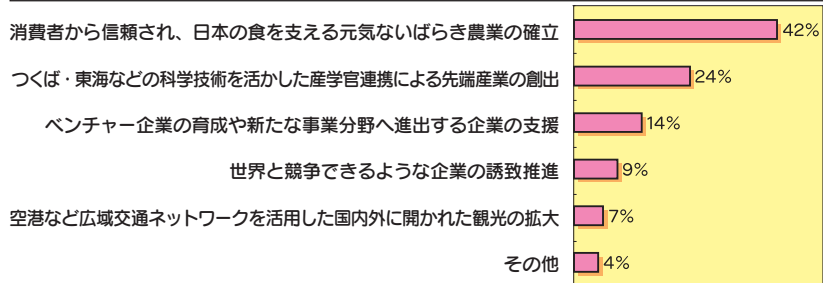 消費者から信頼され、日本の食を支える元気ないばらき農業の確立 42%
つくば・東海などの科学技術を活かした産学官連携による先端産業の創出 24%
ベンチャー企業の育成や新たな事業分野へ進出する企業の支援 14%
世界と競争できるような企業の誘致推進 9%
空港など広域交通ネットワークを活用した国内外に開かれた観光の拡大 7%
その他 4%